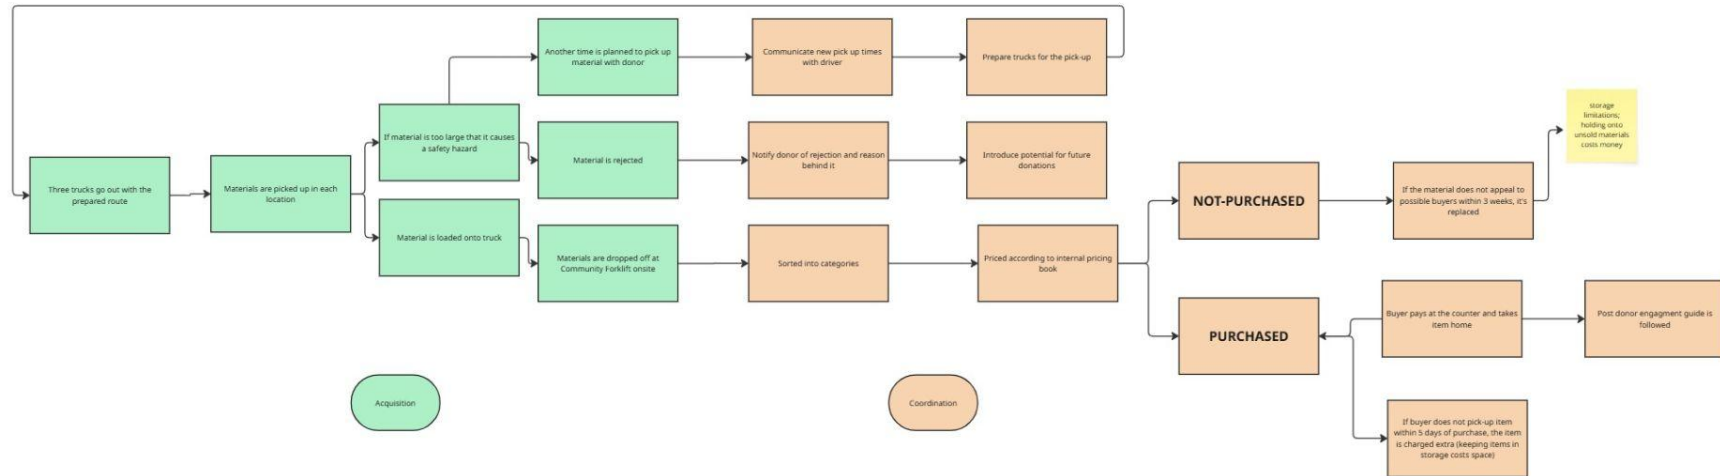 Another time is planned to pick up
material with donor
Communicate new pick up times
with driver
Prepare trucks for the pick-up
storage
limitations;
holding onto
unsold materials
costs money
If material is too large that it causes
a safety hazard
Material is rejected
Notify donor of rejection and reason
behind it
Introduce potential for future
donations
Three trucks go out with the
prepared route
Materials are picked up in each
location
NOT-PURCHASED
If the material does not appeal to
possible buyers within 3 weeks, it's
replaced
Material is loaded onto truck
Materials are dropped off at
Community Forklift onsite
Sorted into categories
Priced according to internal pricing
book
PURCHASED
Buyer pays at the counter and takes
item home
Post donor engagment guide is
followed
Acquisition
Coordination
If buyer does not pick-up item
within 5 days of purchase, the item
is charged extra (keeping items in
storage costs space)